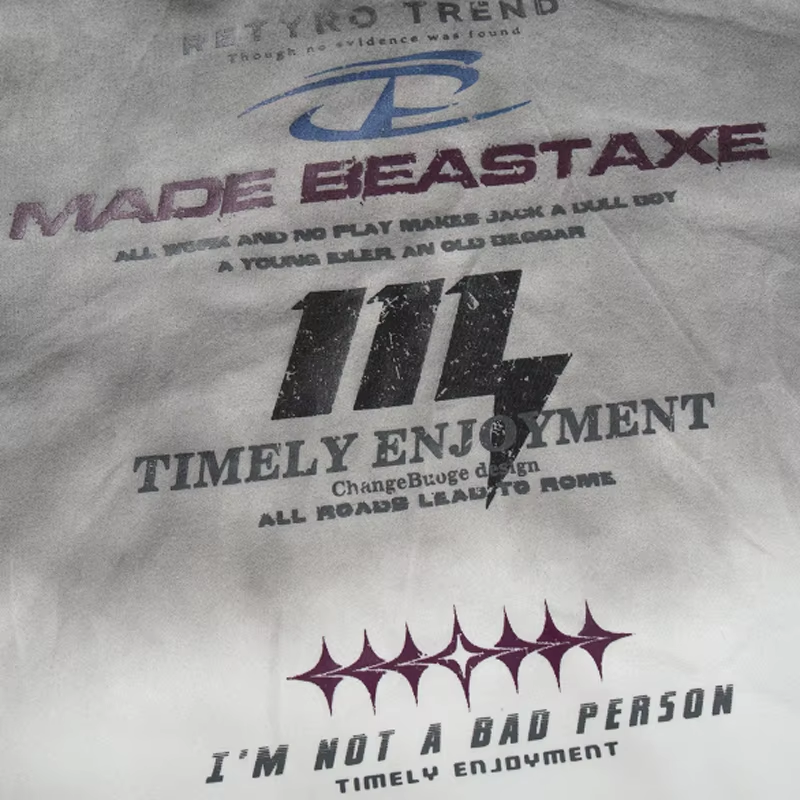 RETYRO TREND
Though no evidence was found
MADE BEASTAXE
ALL WORK AND NO PLAY MAKES JACK A DULL BOY
A YOUNG IDLER AN OLD BEGGAR
TIMELY ENJOYMENT
ChangeBuoge design
ALL ROADS LEAD TO ROME
I'M NOT A BAD PERSON
TIMELY ENJOYMENT